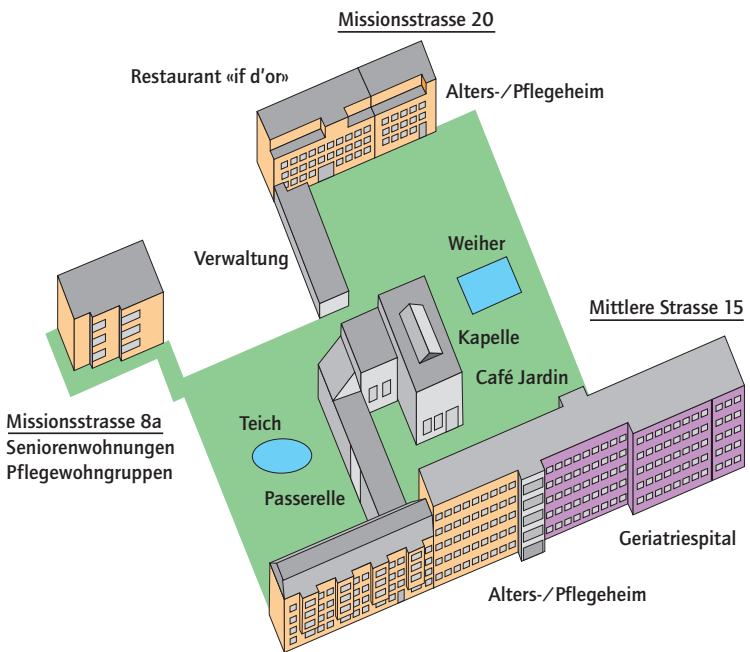 Missionsstrasse 20
Restaurant «if d'or»
Alters-/Pflegeheim
Verwaltung
Weiher
Mittlere Strasse 15
Kapelle
Café Jardin
Missionsstrasse 8a
Seniorenwohnungen
Pflegewohngruppen
Teich
Passerelle
Geriatriespital
Alters-/Pflegeheim